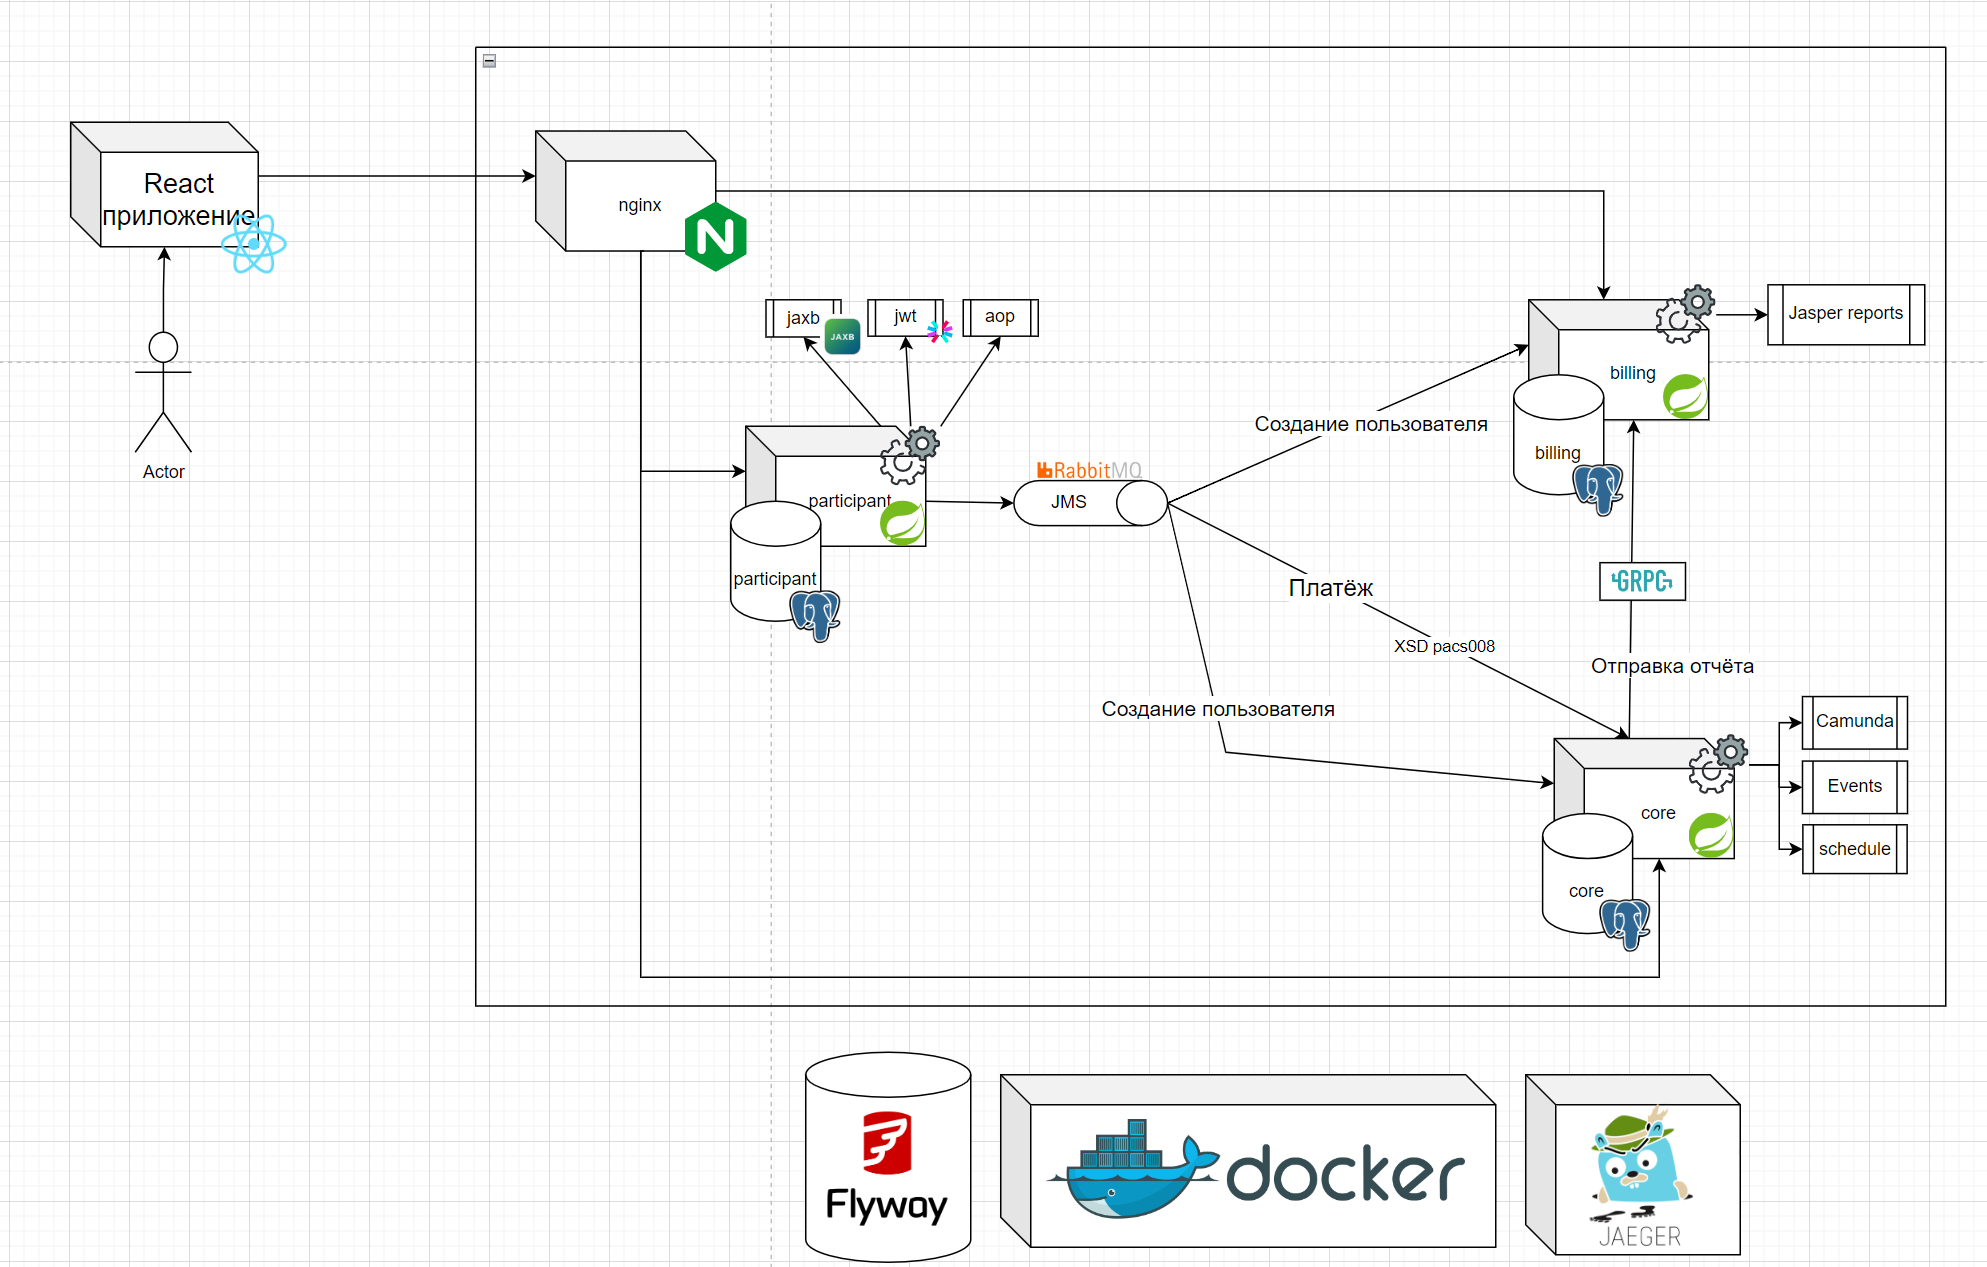 React
приложение
nginx
N
Actor
jaxb
JAXB
jwt
aop
Jasper reports
billing
billing
Создание пользователя
participant
participant
RabbitMQ
JMS
Платёж
GRPC
XSD pacs008
Отправка отчёта
Создание пользователя
Camunda
Events
schedule
core
core
Flyway
docker
JAEGER